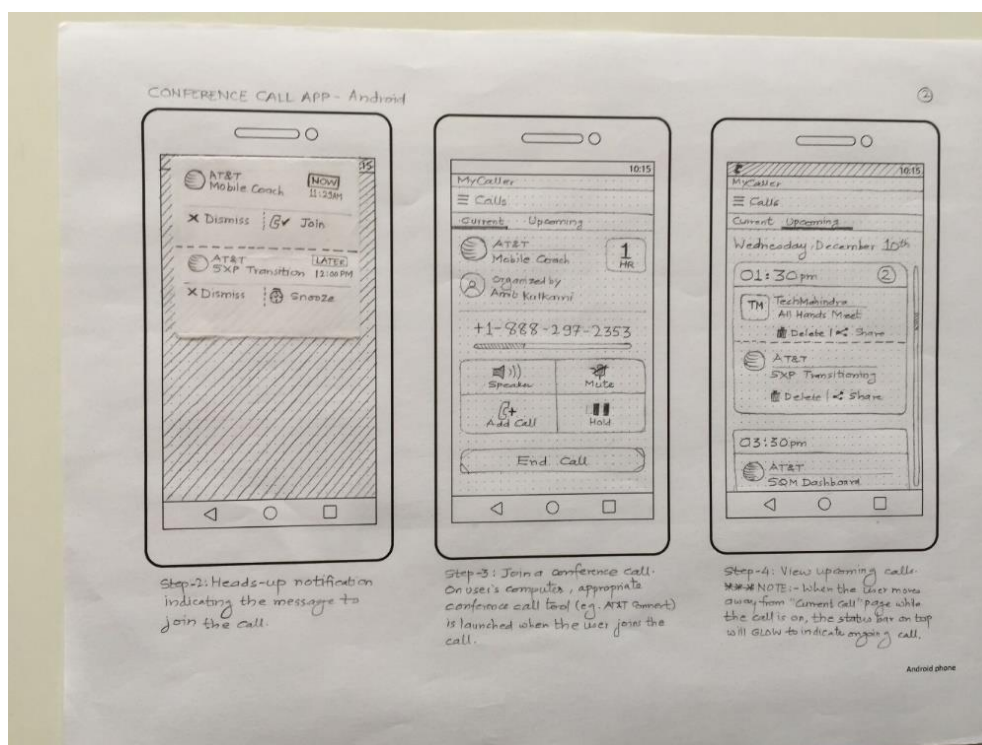 CONFERENCE CALL APP - Android
2
:15
AT&T
Mobile Coach
NOW
11:29AM
× Dismiss
Join
AT&T
5XP Transition
LATER
12:00PM
× Dismiss
Snooze
Step-2: Heads-up notification
indicating the message to
join the call.
10:15
MyCaller
Calls
Current Upcoming
AT&T
Mobile Coach
1
HR
Organized by
Amb Kalkarni
+1-888-297-2353
Speaker
Mute
Add Call
Hold
End Call
Step-3: Join a conference call.
On user's computer, appropriate
conference call tool (eg. AT&T Connect)
is launched when the user joins the
call.
10:15
MyCaller
Calls
Current Upcoming
Wednesday, December 10th
01:30pm
2
TM
TechMahindra
All Hands Meet
Delete | Share
AT&T
5XP Transitioning
Delete | Share
03:30pm
AT&T
SQM Dashboard
Step-4: View upcoming calls.
*** NOTE:- When the user moves
away from "Current Call" page while
the call is on, the status bar on top
will GLOW to indicate ongoing call.
Android phone